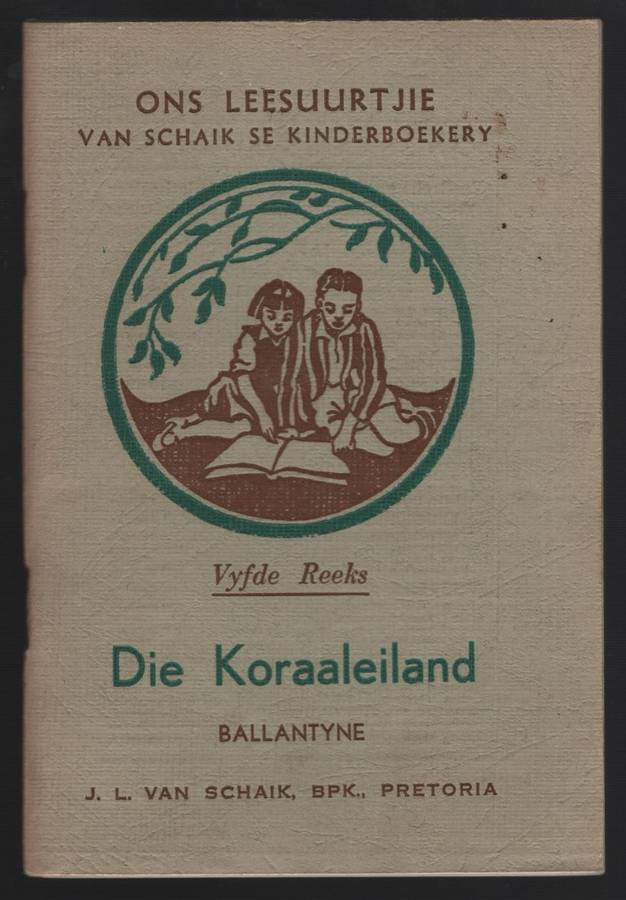 ONS LEESUURTJIE
VAN SCHAIK SE KINDERBOEKERY
Vyfde Reeks
Die Koraaleiland
BALLANTYNE
J. L. VAN SCHAIK, BPK., PRETORIA